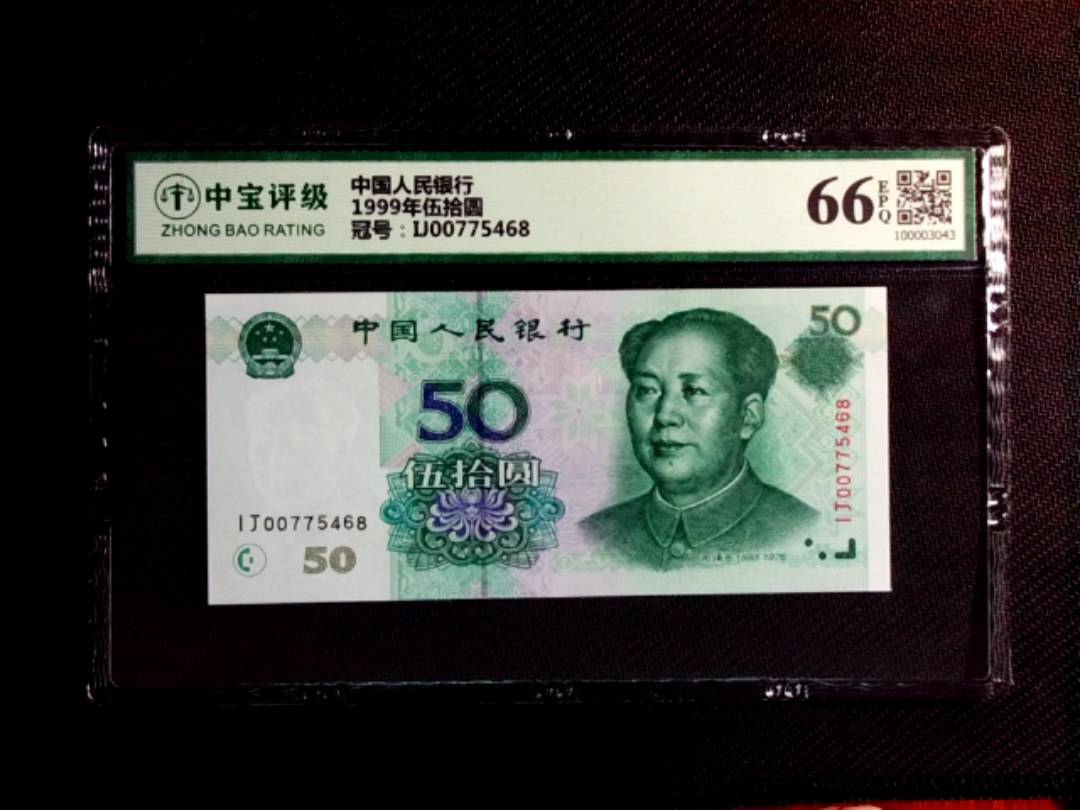 中宝评级
ZHONG BAO RATING
中国人民银行
1999年伍拾圆
冠号：IJ00775468
66
EPQ
100003043
中国人民银行
50
50
伍拾圆
IJ00775468
IJ00775468
50